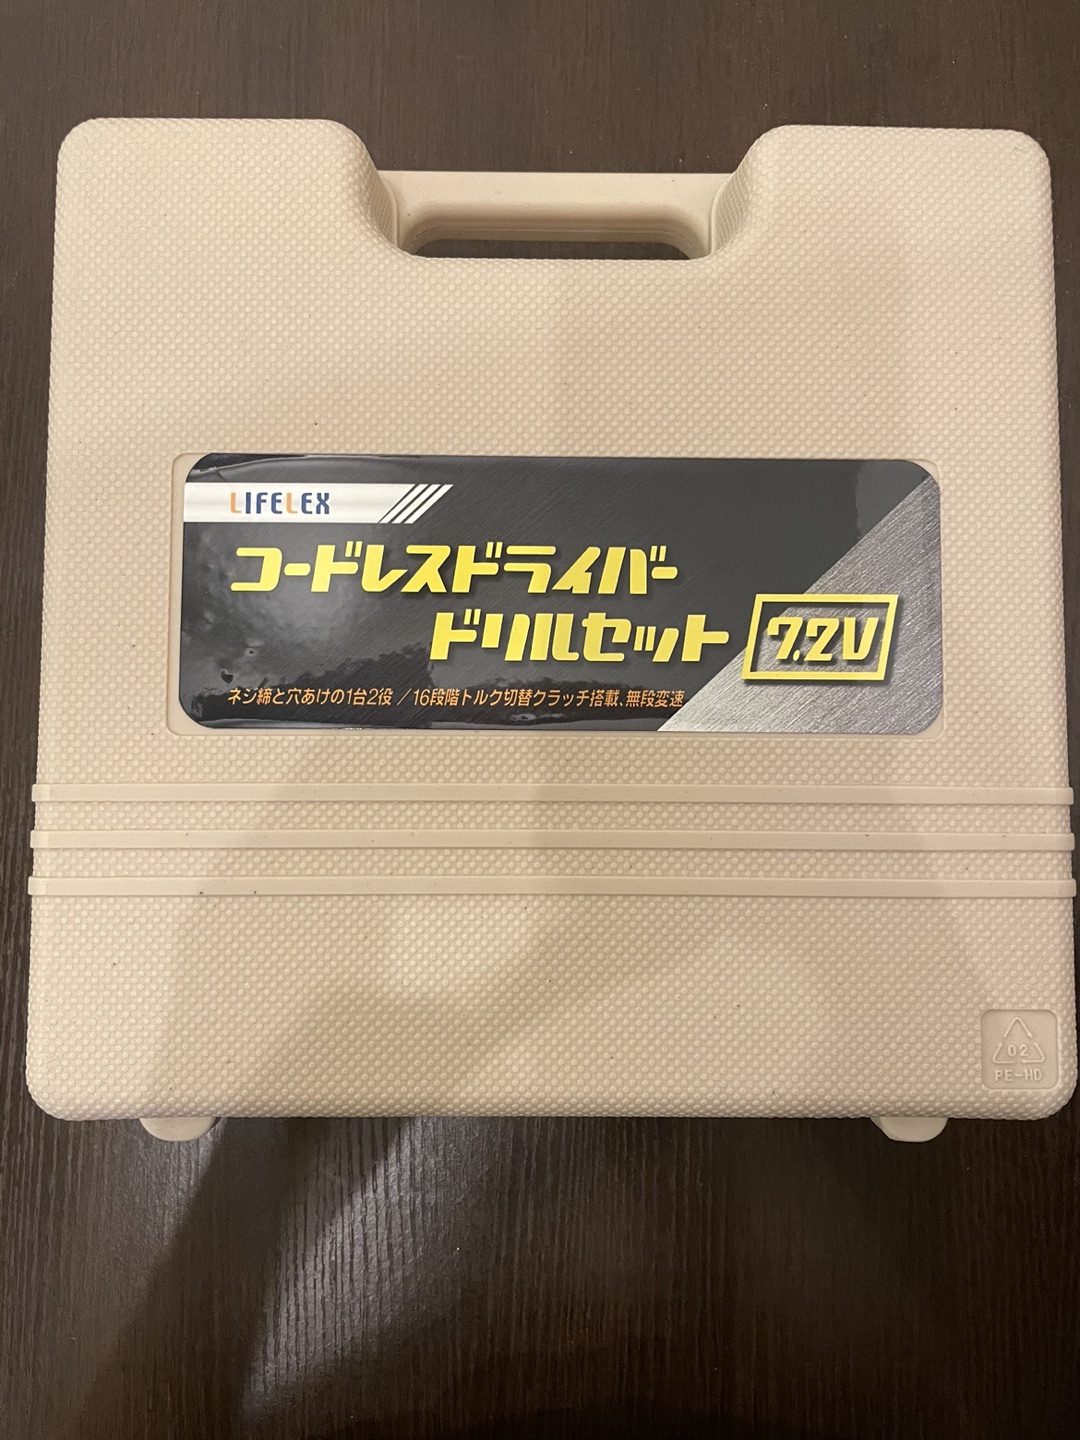 LIFELEX
コードレスドライバー
ドリルセット
7.2V
ネジ締と穴あけの1台2役 / 16段階トルク切替クラッチ搭載、無段変速
02
PE-HD